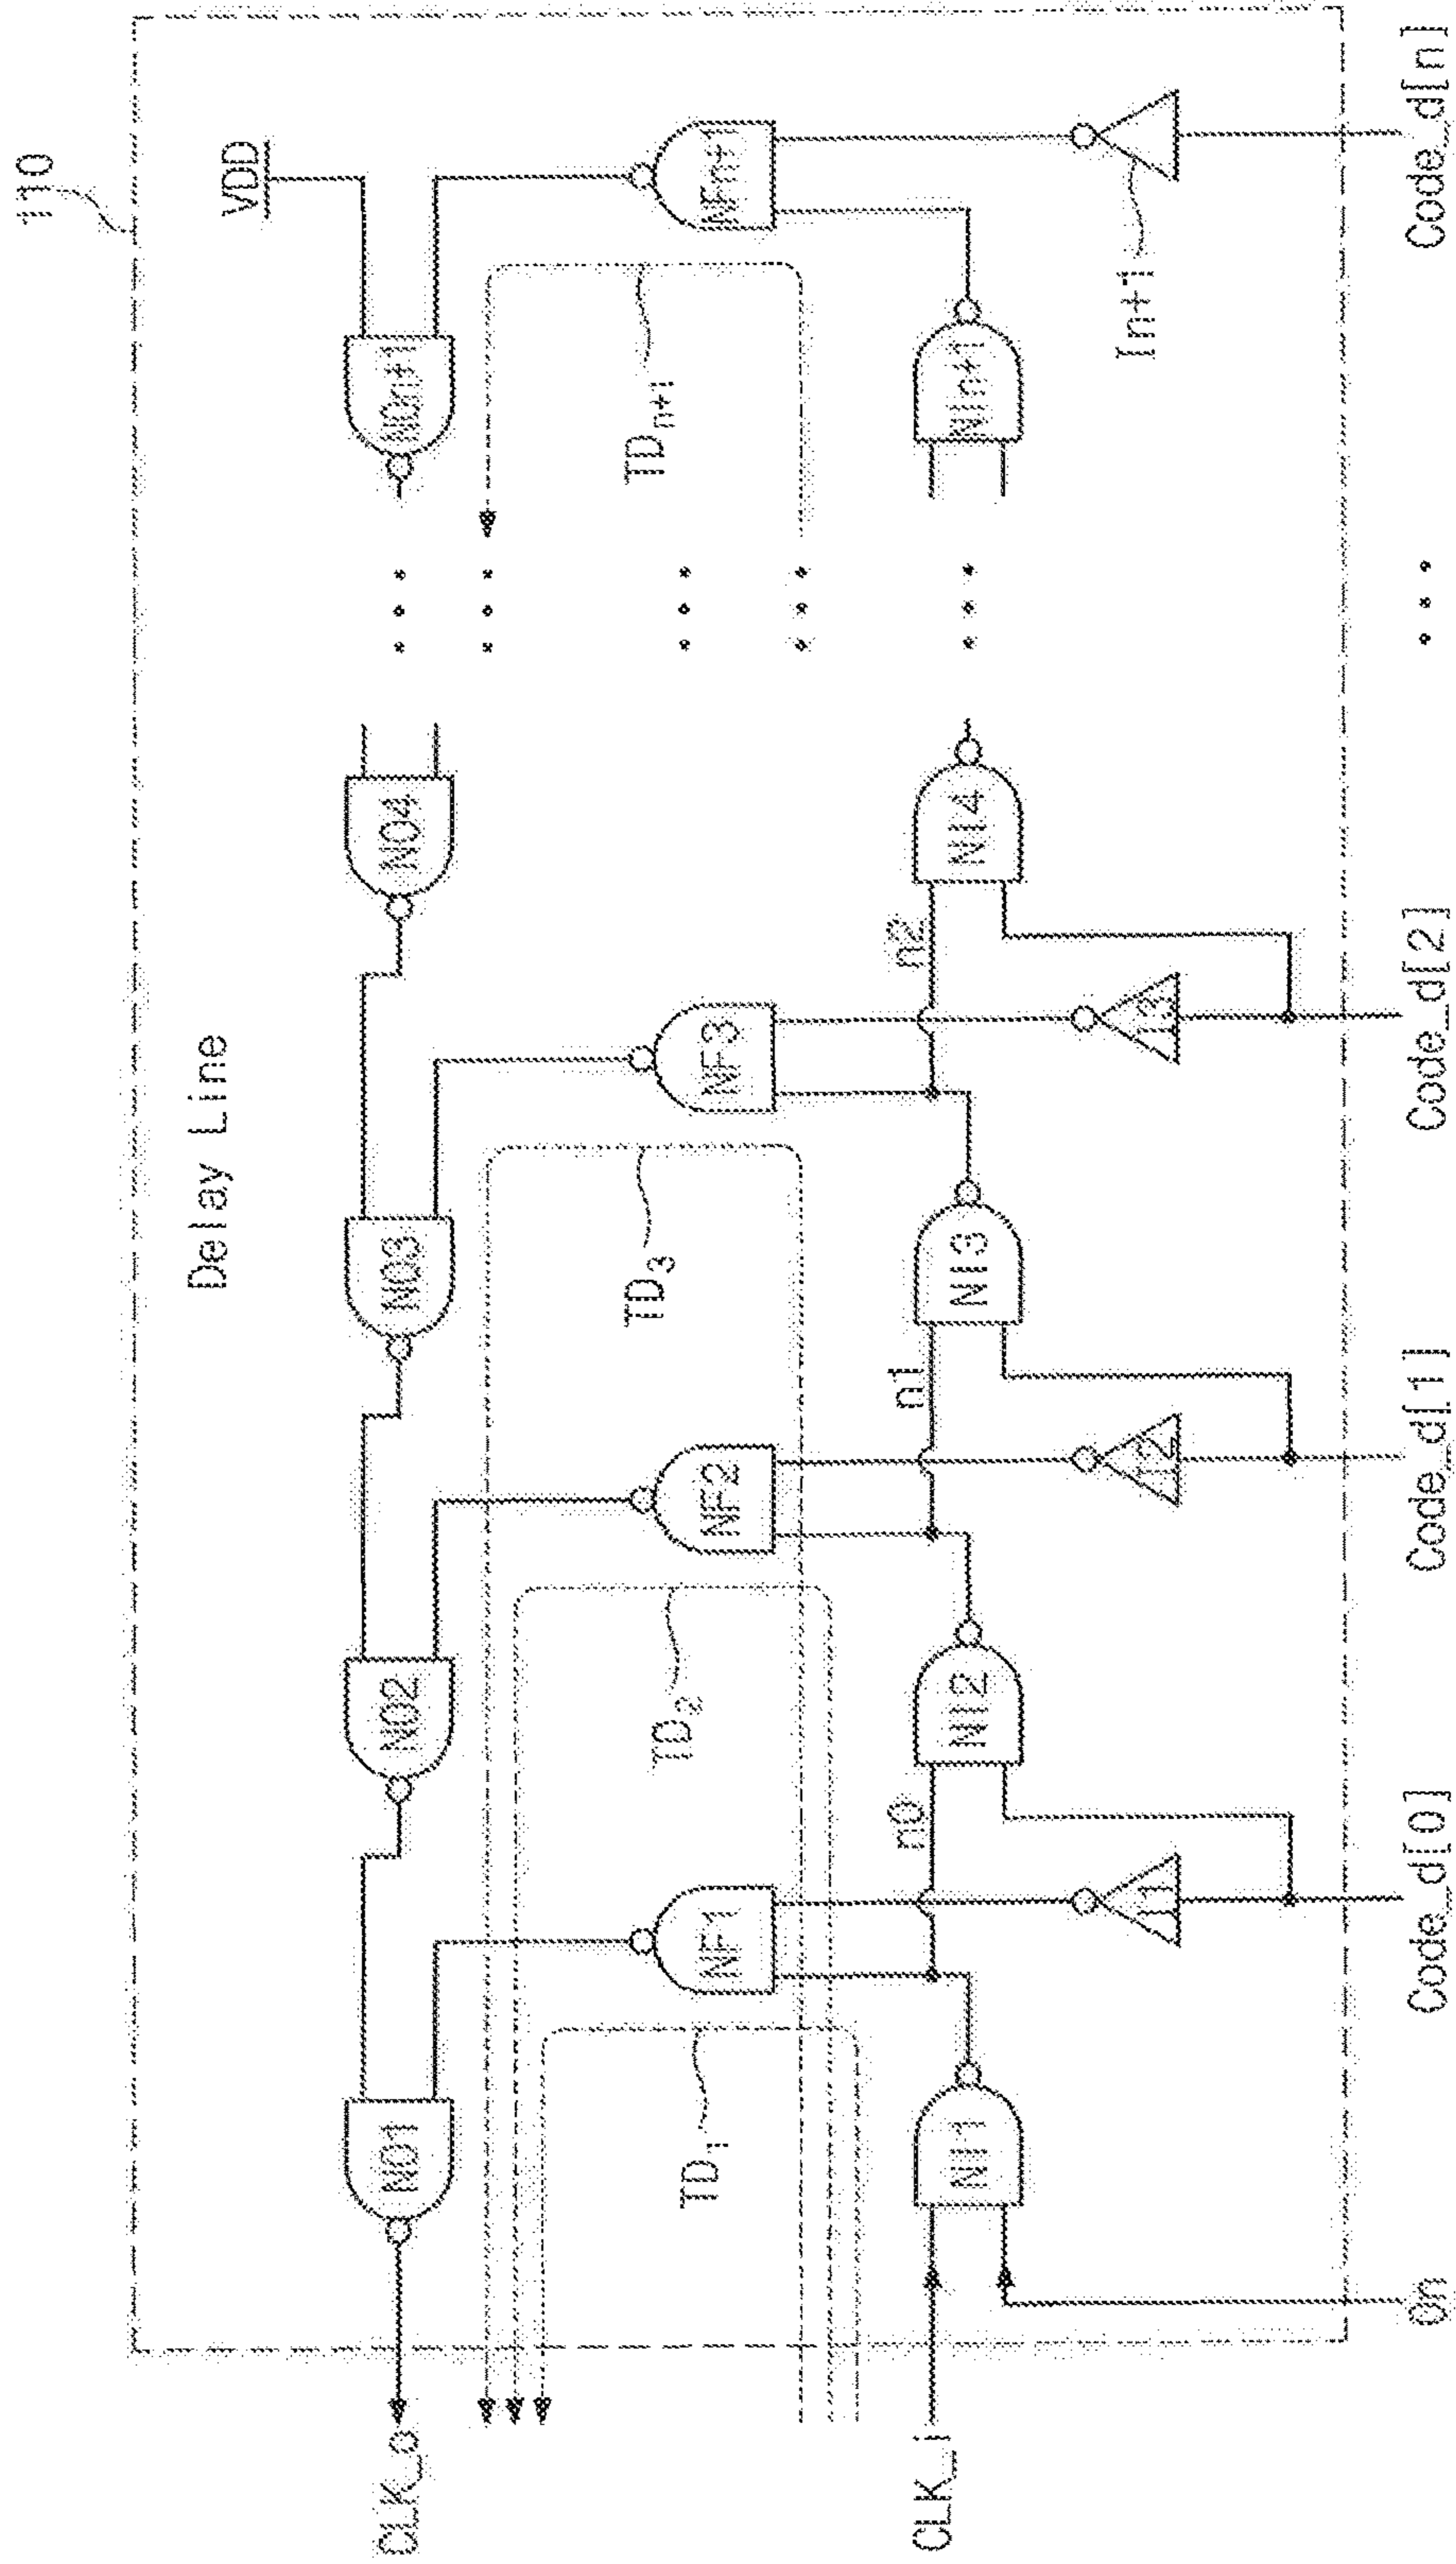 110
Delay Line
VDD
CLK_o
NO1
NO2
NO3
NO4
NOn+1
TD1
TD2
TD3
TDn+1
NF1
NF2
NF3
NFn+1
CLK_i
NI1
n0
NI2
n1
NI3
n2
NI4
NIn+1
I1
I2
I3
In+1
On
Code_d[0]
Code_d[1]
Code_d[2]
Code_d[n]